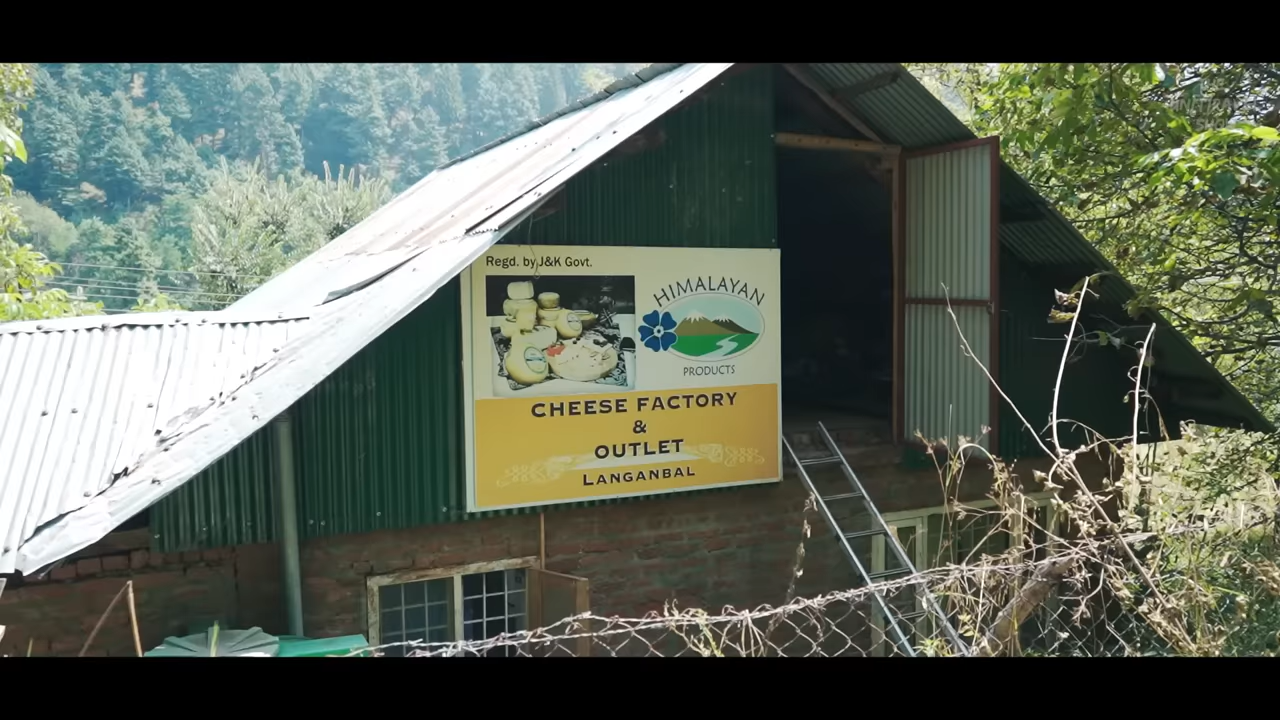 Regd. by J&K Govt.
HIMALAYAN
PRODUCTS
CHEESE FACTORY
&
OUTLET
LANGANBAL